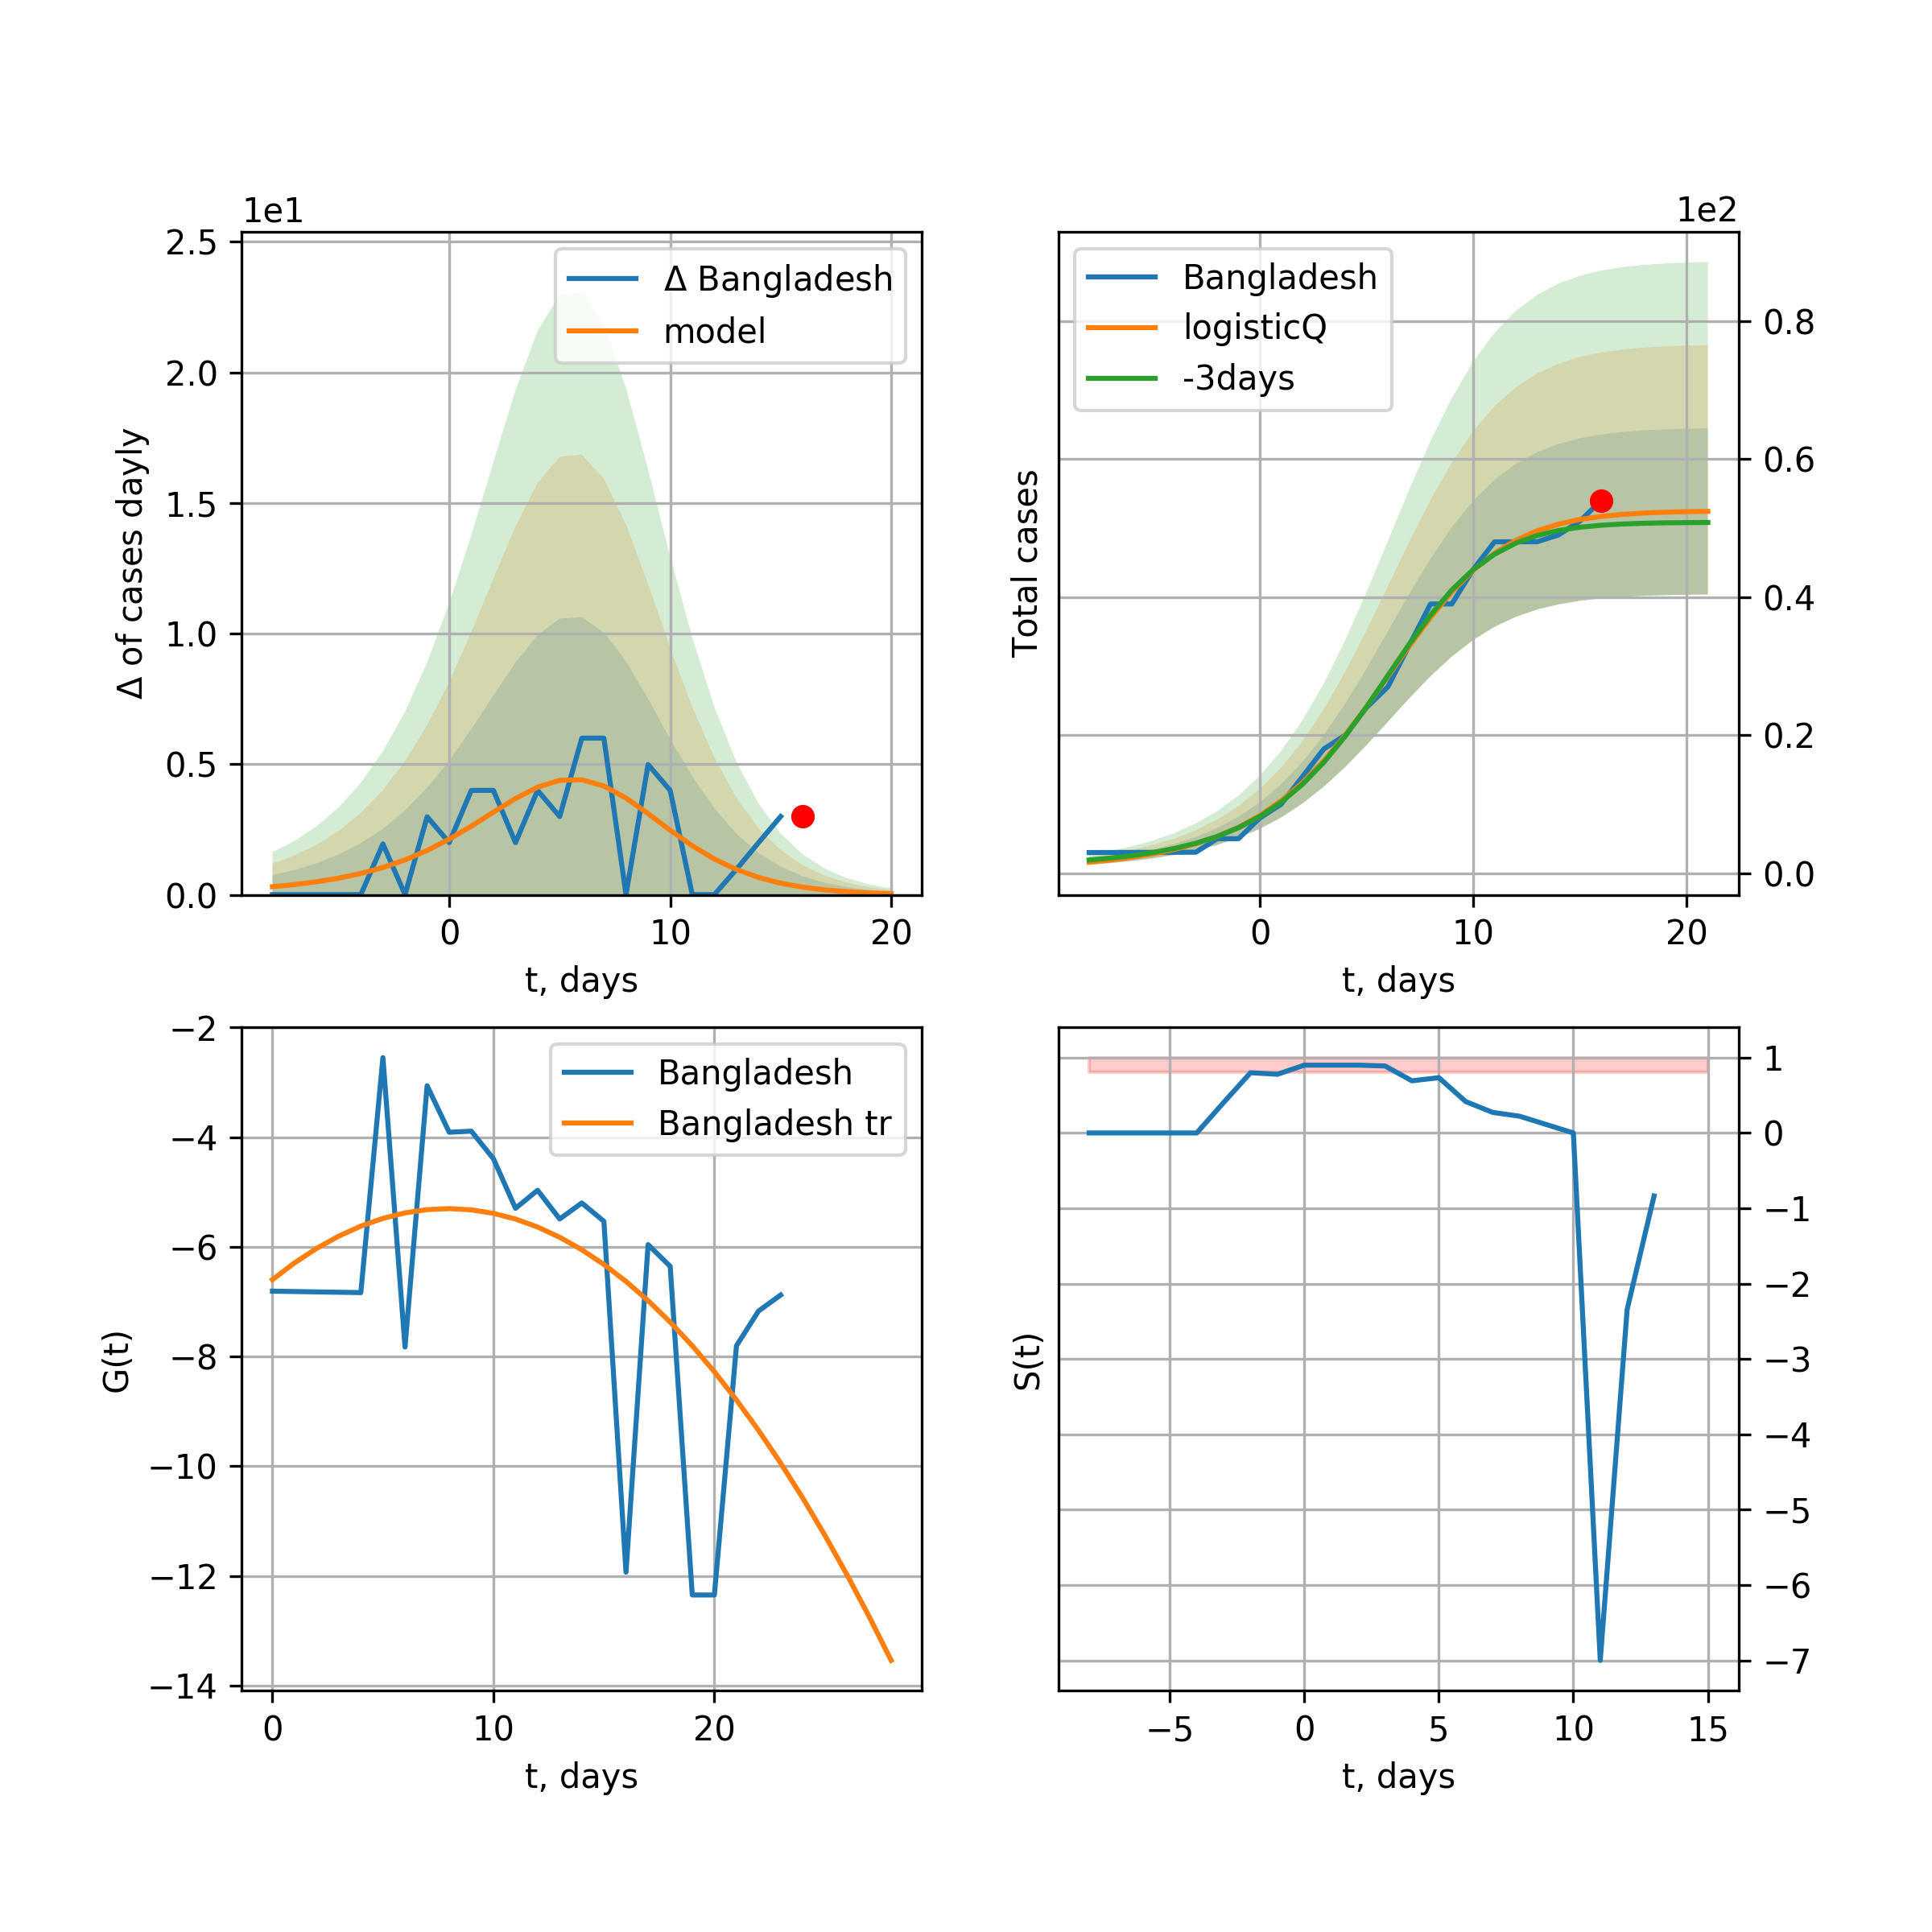 1e1
2.5
2.0
1.5
1.0
0.5
0.0
Δ of cases dayly
Δ Bangladesh
model
0 10 20
t, days
1e2
Bangladesh
logisticQ
-3days
Total cases
0.8
0.6
0.4
0.2
0.0
0 10 20
t, days
−2
−4
−6
−8
−10
−12
−14
G(t)
Bangladesh
Bangladesh tr
0 10 20
t, days
S(t)
1
0
−1
−2
−3
−4
−5
−6
−7
−5 0 5 10 15
t, days